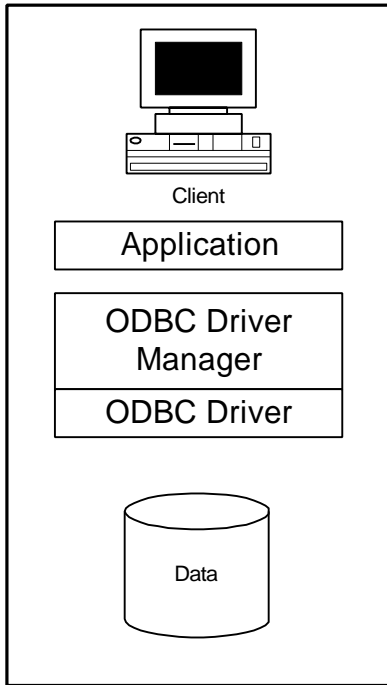 Client
Application
ODBC Driver
Manager
ODBC Driver
Data